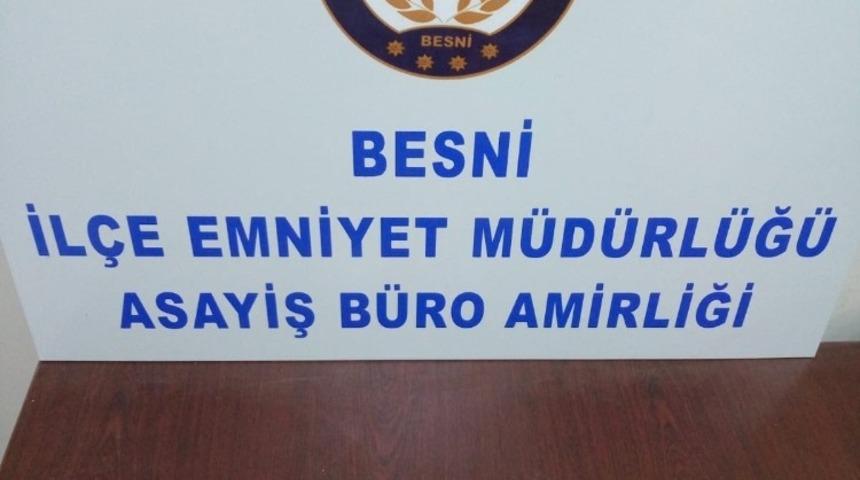 BESNİ
BESNİ
İLÇE EMNİYET MÜDÜRLÜĞÜ
ASAYİŞ BÜRO AMİRLİĞİ